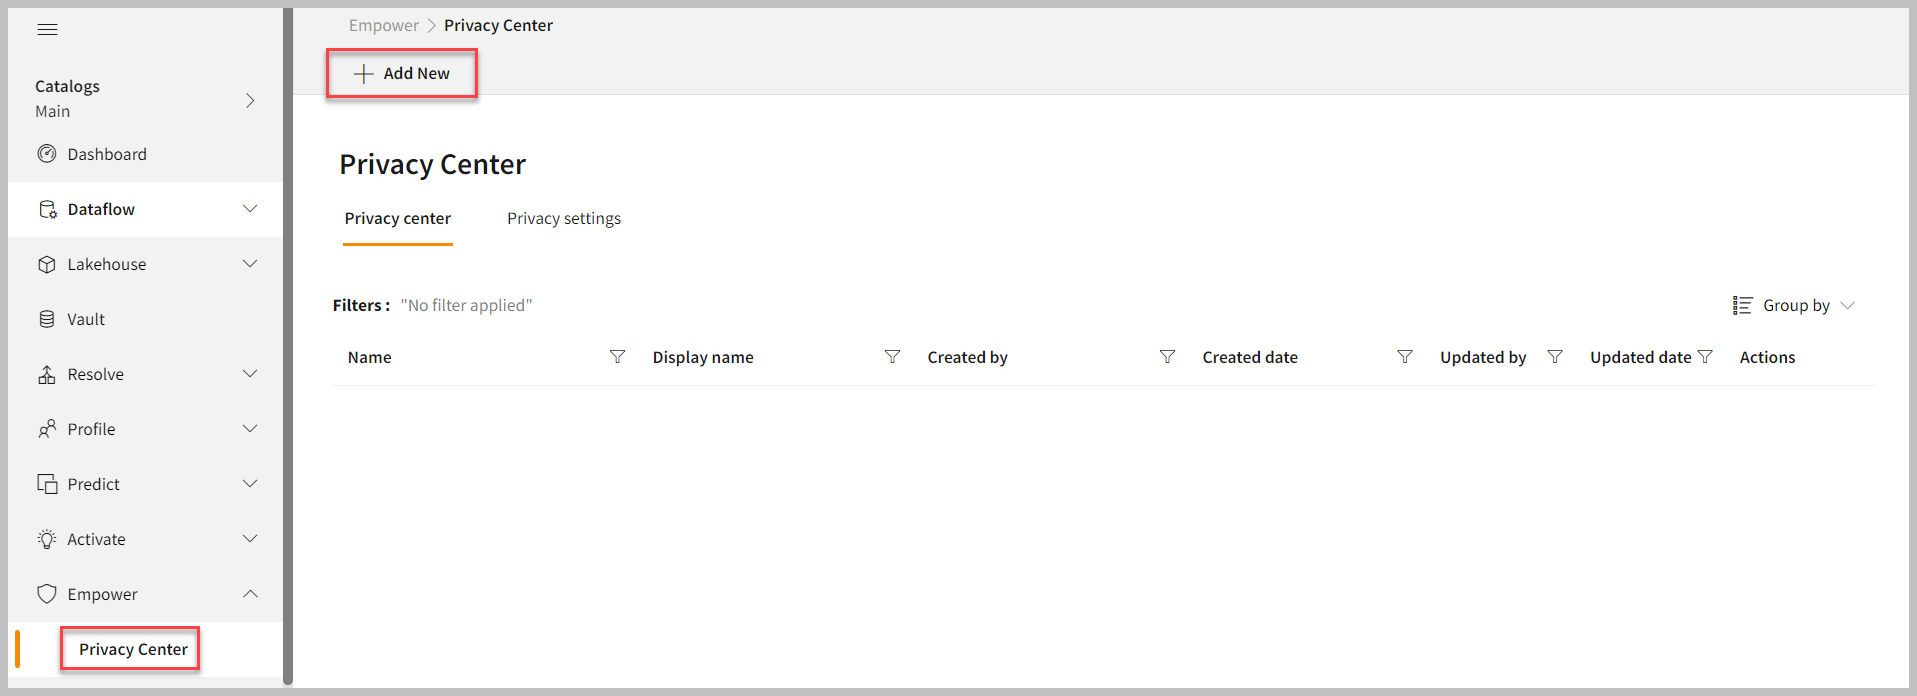 Catalogs
Main
Dashboard
Dataflow
Lakehouse
Vault
Resolve
Profile
Predict
Activate
Empower
Privacy Center
Empower Privacy Center
Add New
Privacy Center
Privacy center Privacy settings
Filters : "No filter applied" Group by
Name Display name Created by Created date Updated by Updated date Actions